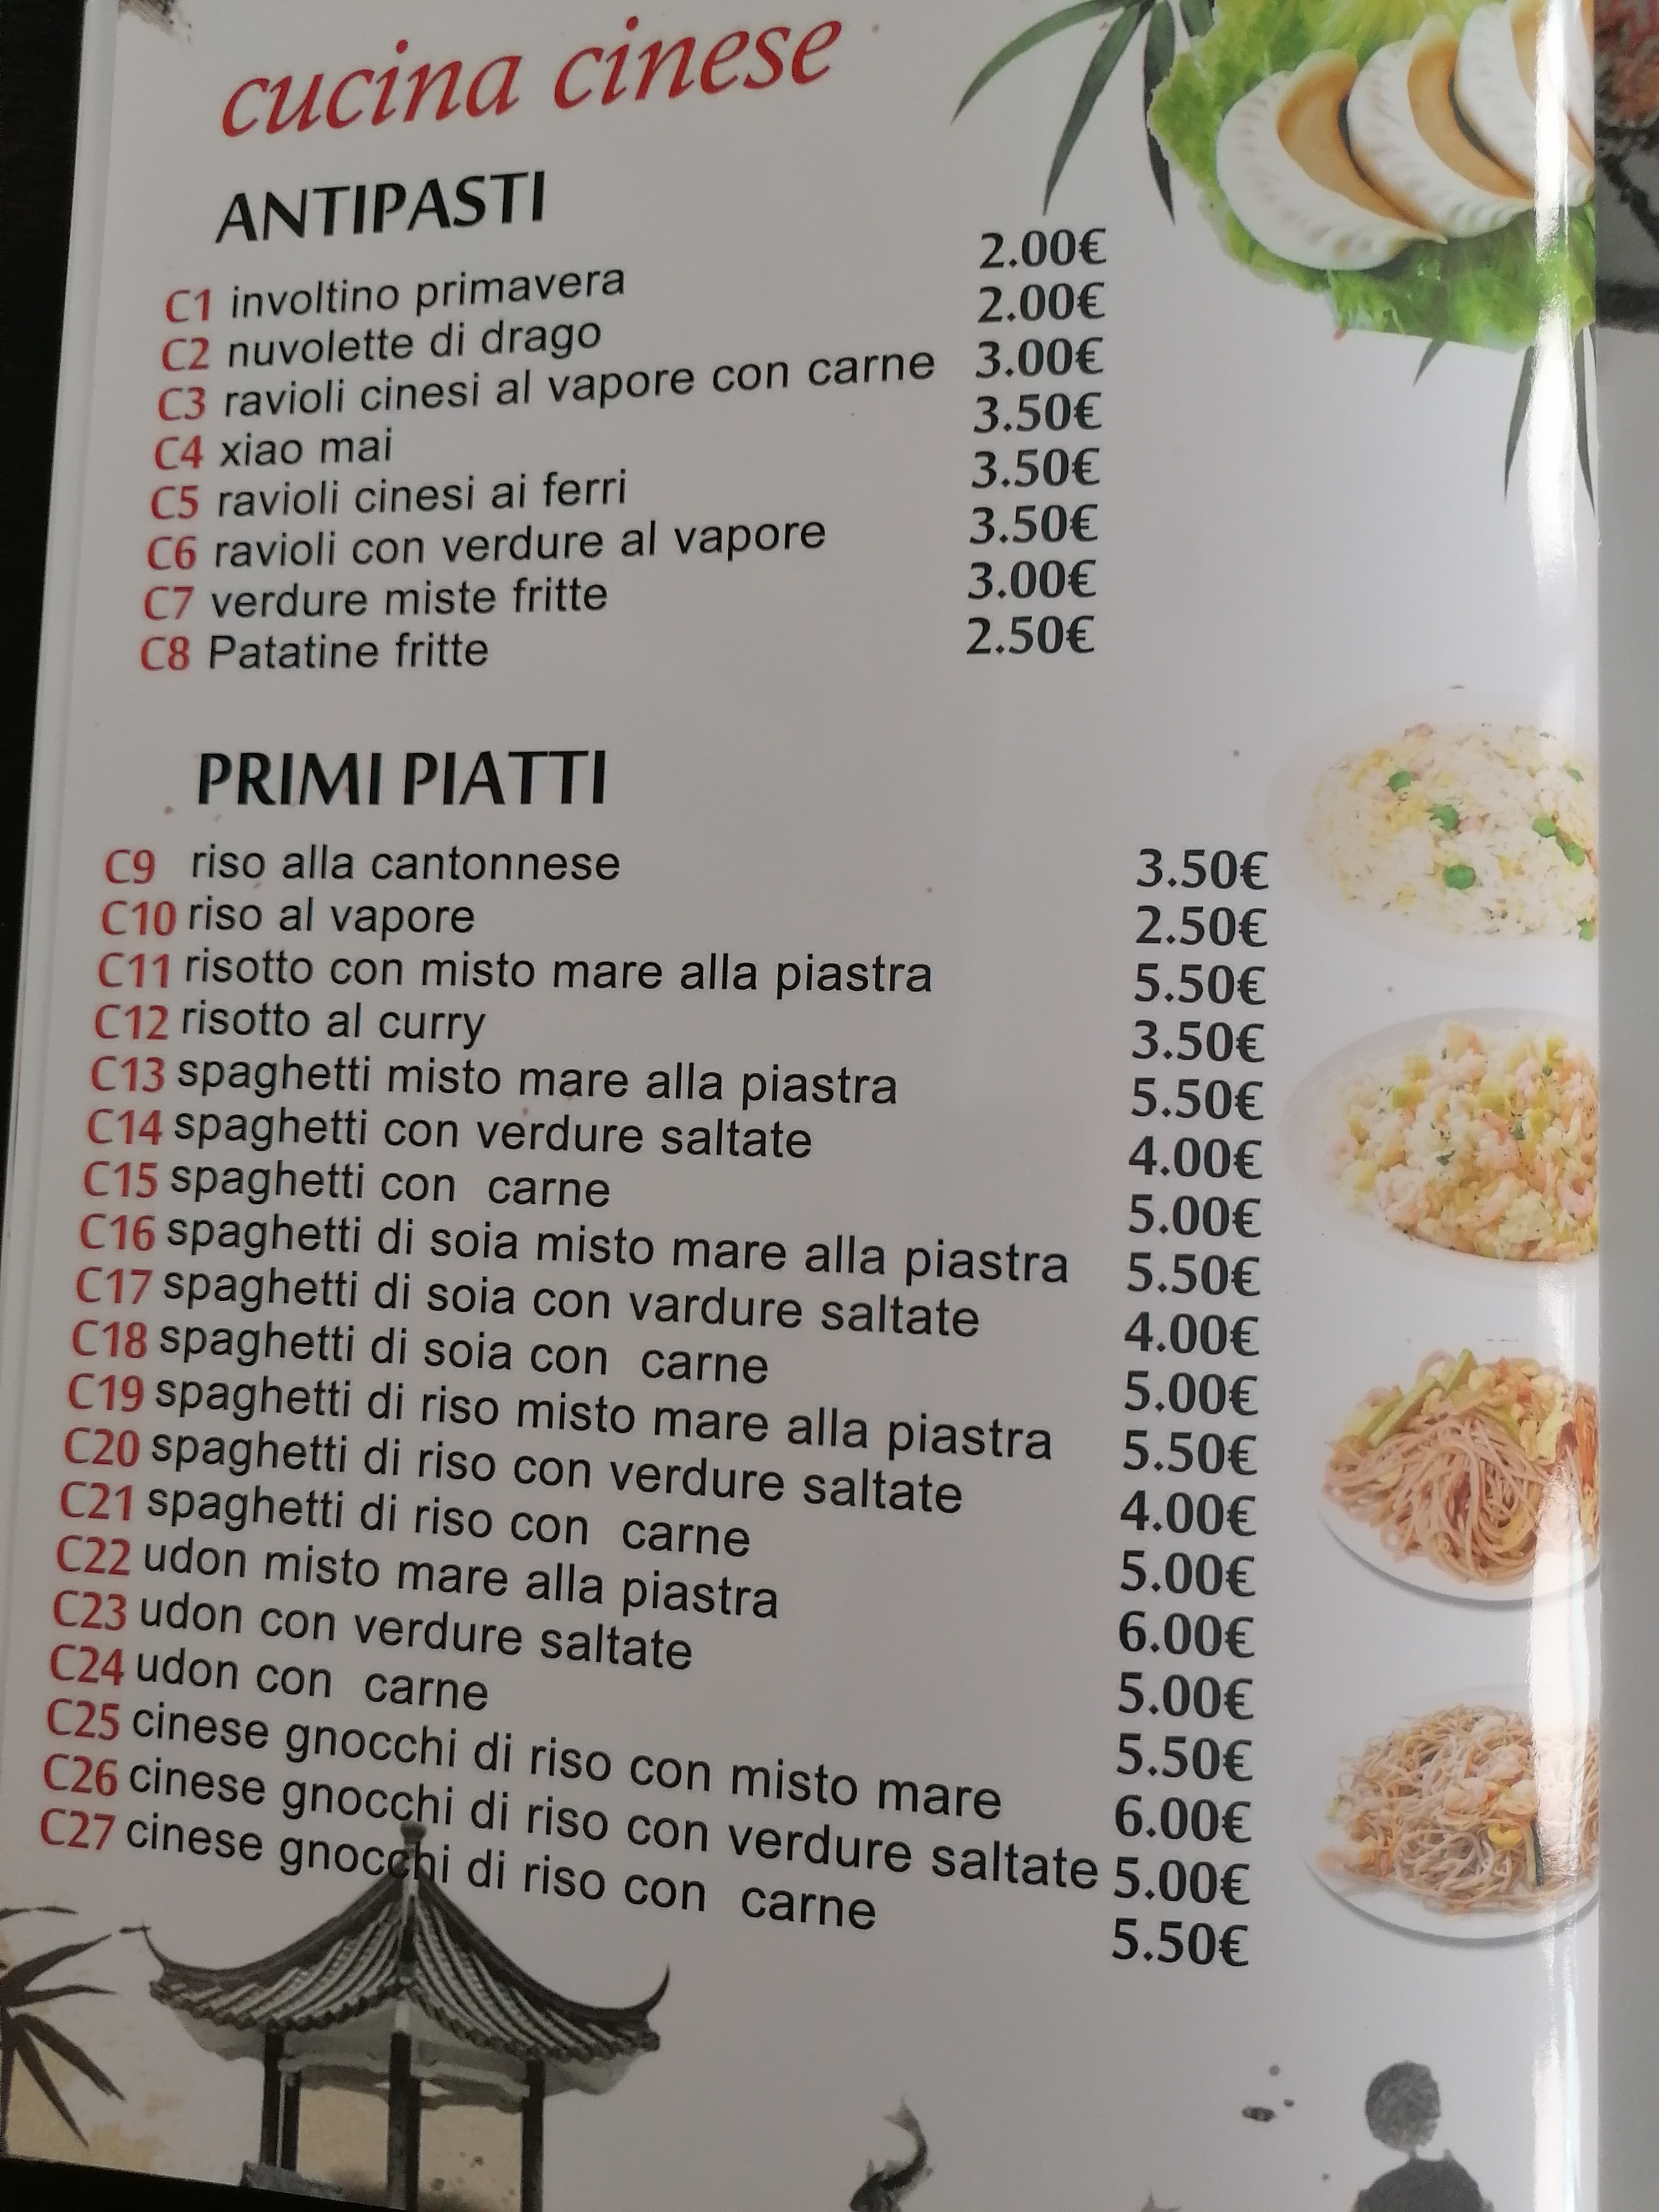 cucina cinese
ANTIPASTI
C1 involtino primavera 2.00€
C2 nuvolette di drago 2.00€
C3 ravioli cinesi al vapore con carne 3.00€
C4 xiao mai 3.50€
C5 ravioli cinesi ai ferri 3.50€
C6 ravioli con verdure al vapore 3.50€
C7 verdure miste fritte 3.00€
C8 Patatine fritte 2.50€
PRIMI PIATTI
C9 riso alla cantonnese 3.50€
C10 riso al vapore 2.50€
C11 risotto con misto mare alla piastra 5.50€
C12 risotto al curry 3.50€
C13 spaghetti misto mare alla piastra 5.50€
C14 spaghetti con verdure saltate 4.00€
C15 spaghetti con carne 5.00€
C16 spaghetti di soia misto mare alla piastra 5.50€
C17 spaghetti di soia con vardure saltate 4.00€
C18 spaghetti di soia con carne 5.00€
C19 spaghetti di riso misto mare alla piastra 5.50€
C20 spaghetti di riso con verdure saltate 4.00€
C21 spaghetti di riso con carne 5.00€
C22 udon misto mare alla piastra 6.00€
C23 udon con verdure saltate 5.00€
C24 udon con carne 5.50€
C25 cinese gnocchi di riso con misto mare 6.00€
C26 cinese gnocchi di riso con verdure saltate 5.00€
C27 cinese gnocchi di riso con carne 5.50€